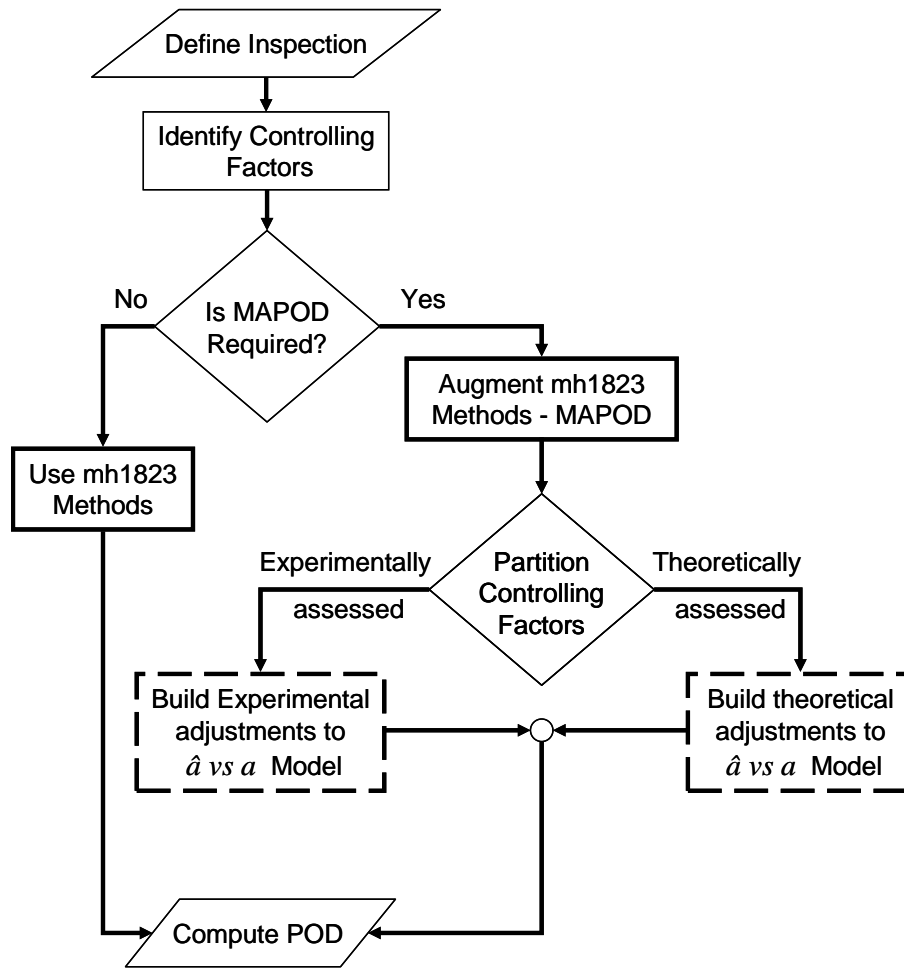 Define Inspection
Identify Controlling
Factors
No
Yes
Is MAPOD
Required?
Augment mh1823
Methods - MAPOD
Use mh1823
Methods
Experimentally
assessed
Partition
Controlling
Factors
Theoretically
assessed
Build Experimental
adjustments to
â vs a Model
Build theoretical
adjustments to
â vs a Model
Compute POD